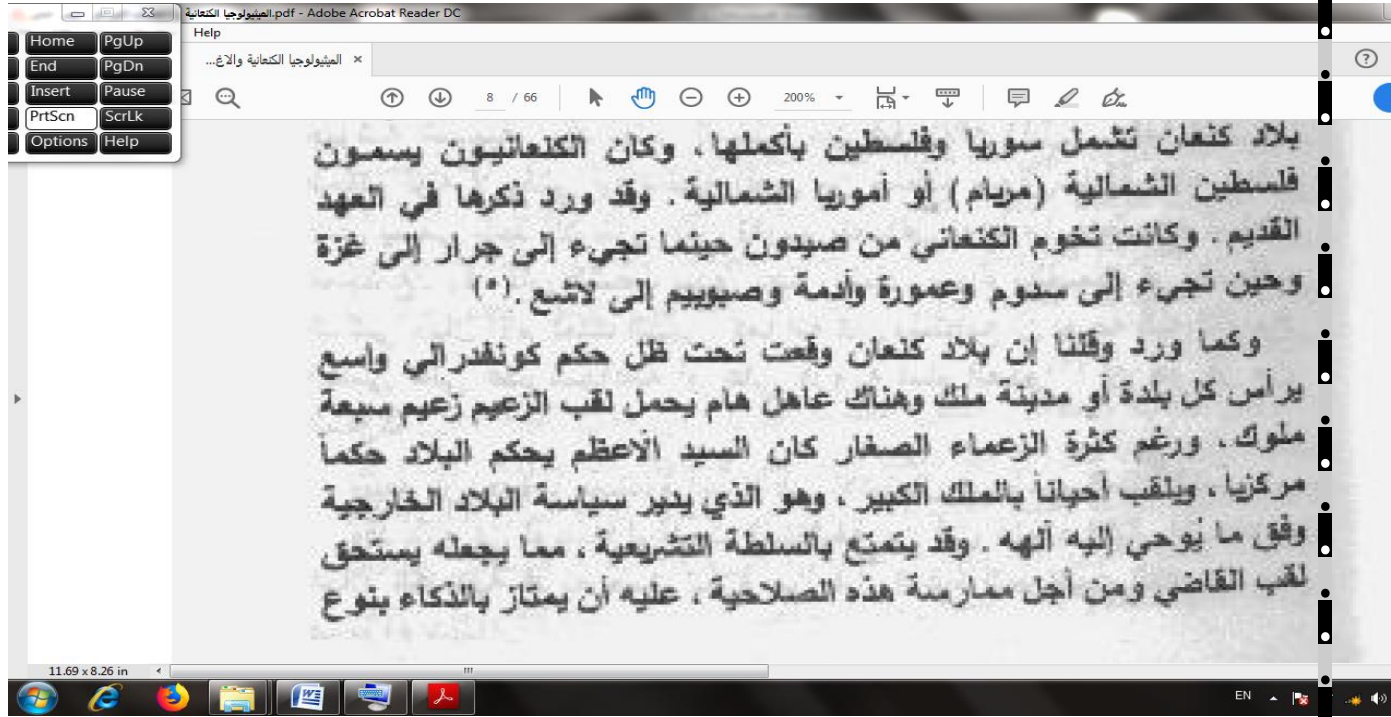 الميثيولوجيا الكنعانية.pdf - Adobe Acrobat Reader DC
Help
الميثيولوجيا الكنعانية والاغ...
8 / 66
200%
Home PgUp
End PgDn
Insert Pause
PrtScn ScrLk
Options Help
بلاد كنعان تشمل سوريا وفلسطين بأكملها، وكان الكنعانيون يسمون
فلسطين الشمالية (مريام) أو أموريا الشمالية. وقد ورد ذكرها في العهد
القديم. وكانت تخوم الكنعاني من صيدون حينما تجيء إلى جرار إلى غزة
وحين تجيء إلى سدوم وعمورة وأدمة وصبوييم إلى لاشع.(٥)
وكما ورد وقلنا إن بلاد كنعان وقعت تحت ظل حكم كونفدرالي واسع
يرأس كل بلدة أو مدينة ملك وهناك عاهل هام يحمل لقب الزعيم زعيم سبعة
ملوك، ورغم كثرة الزعماء الصغار كان السيد الأعظم يحكم البلاد حكماً
مركزيا، ويلقب أحياناً بالملك الكبير، وهو الذي يدير سياسة البلاد الخارجية
وفق ما يُوحي إليه آلهه. وقد يتمتع بالسلطة التشريعية، مما يجعله يستحق
لقب القاضي ومن أجل ممارسة هذه الصلاحية، عليه أن يمتاز بالذكاء بنوع
11.69 x 8.26 in
EN